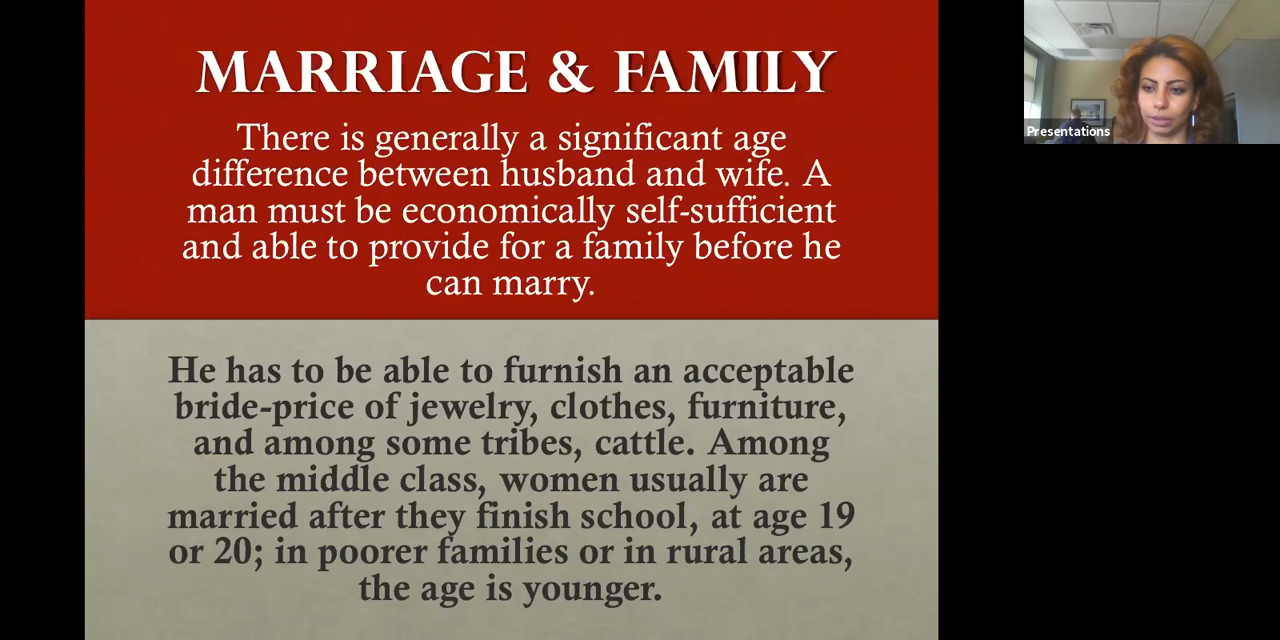 MARRIAGE & FAMILY
There is generally a significant age
difference between husband and wife. A
man must be economically self-sufficient
and able to provide for a family before he
can marry.
He has to be able to furnish an acceptable
bride-price of jewelry, clothes, furniture,
and among some tribes, cattle. Among
the middle class, women usually are
married after they finish school, at age 19
or 20; in poorer families or in rural areas,
the age is younger.
Presentations